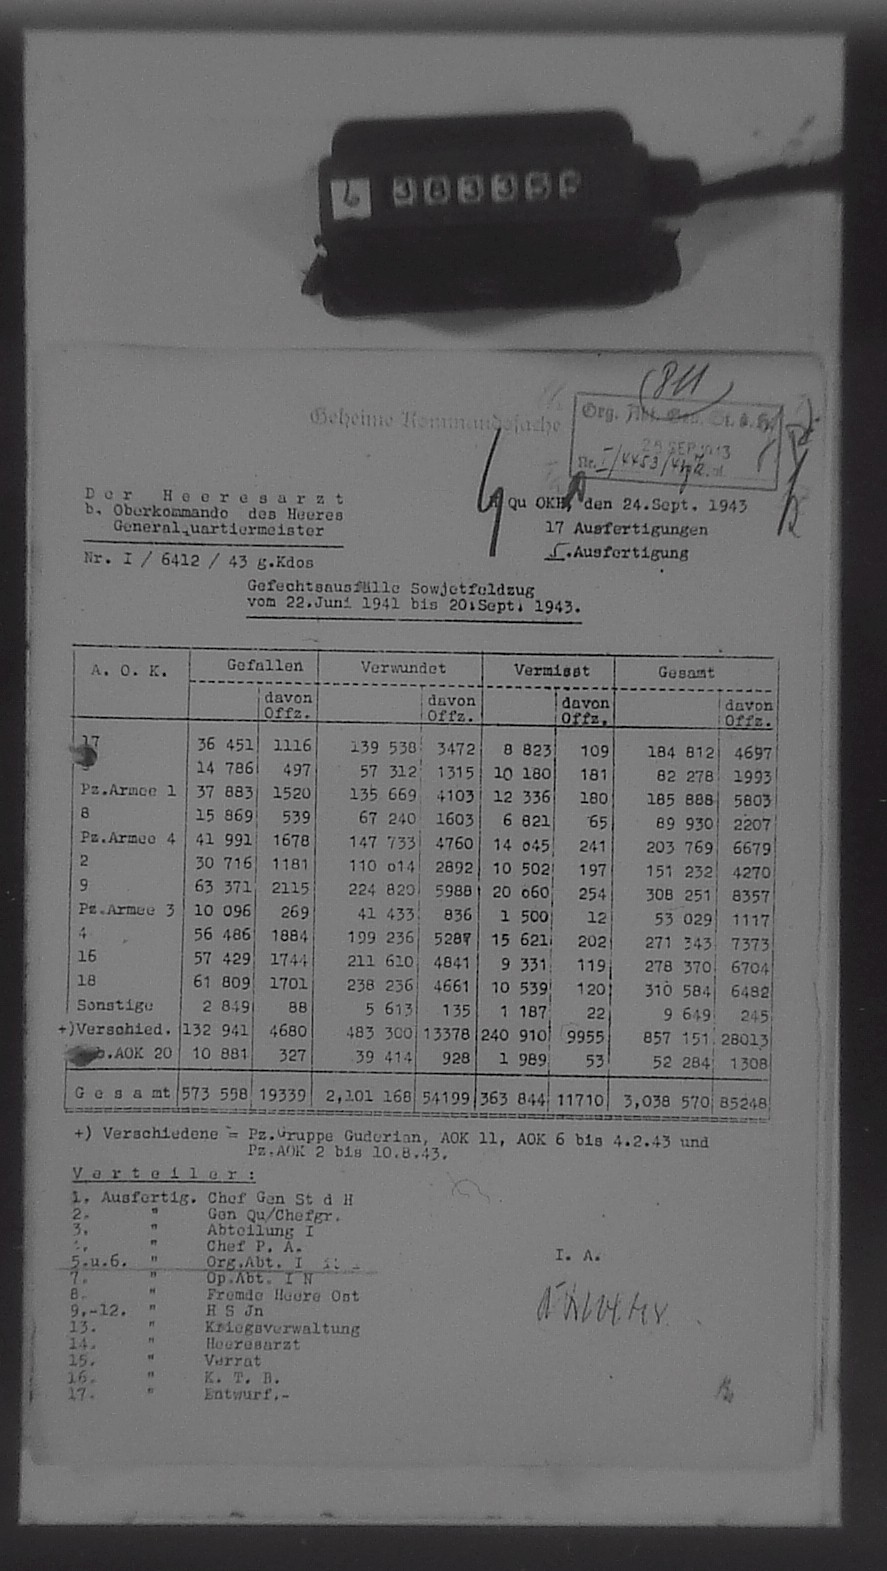 6 38335
(811)
Geheime Kommandosache
Org. Abt. Gen. St. d. H.
28 SEP 1943
Nr. I/4453/43 g.K.
D e r   H e e r e s a r z t
b. Oberkommando des Heeres
Generalquartiermeister
Qu OKH, den 24.Sept. 1943
17 Ausfertigungen
5.Ausfertigung
Nr. I / 6412 / 43 g.Kdos
Gefechtsausfälle Sowjetfeldzug
vom 22.Juni 1941 bis 20.Sept. 1943.
A. O. K. Gefallen Verwundet Vermisst Gesamt
davon Offz. davon Offz. davon Offz. davon Offz.
17 36 451 1116 139 538 3472 8 823 109 184 812 4697
14 786 497 57 312 1315 10 180 181 82 278 1993
Pz.Armee 1 37 883 1520 135 669 4103 12 336 180 185 888 5803
8 15 869 539 67 240 1603 6 821 65 89 930 2207
Pz.Armee 4 41 991 1678 147 733 4760 14 o45 241 203 769 6679
2 30 716 1181 110 o14 2892 10 502 197 151 232 4270
9 63 371 2115 224 820 5988 20 o60 254 308 251 8357
Pz.Armee 3 10 096 269 41 433 836 1 500 12 53 029 1117
4 56 486 1884 199 236 5287 15 621 202 271 343 7373
16 57 429 1744 211 610 4841 9 331 119 278 370 6704
18 61 809 1701 238 236 4661 10 539 120 310 584 6482
Sonstige 2 849 88 5 613 135 1 187 22 9 649 245
+)Verschied. 132 941 4680 483 300 13378 240 910 9955 857 151 28013
.AOK 20 10 881 327 39 414 928 1 989 53 52 284 1308
G e s a m t 573 558 19339 2,101 168 54199 363 844 11710 3,038 570 85248
+) Verschiedene = Pz.Gruppe Guderian, AOK 11, AOK 6 bis 4.2.43 und
Pz.AOK 2 bis 10.8.43.
V e r t e i l e r :
1. Ausfertig. Chef Gen St d H
2. " Gen Qu/Chefgr.
3. " Abteilung I
4. " Chef P. A.
5.u.6. " Org.Abt. I
7. " Op.Abt. I N
8. " Fremde Heere Ost
9.-12. " H S Jn
13. " Kriegsverwaltung
14. " Heeresarzt
15. " Verrat
16. " K. T. B.
17. " Entwurf.-
I. A.